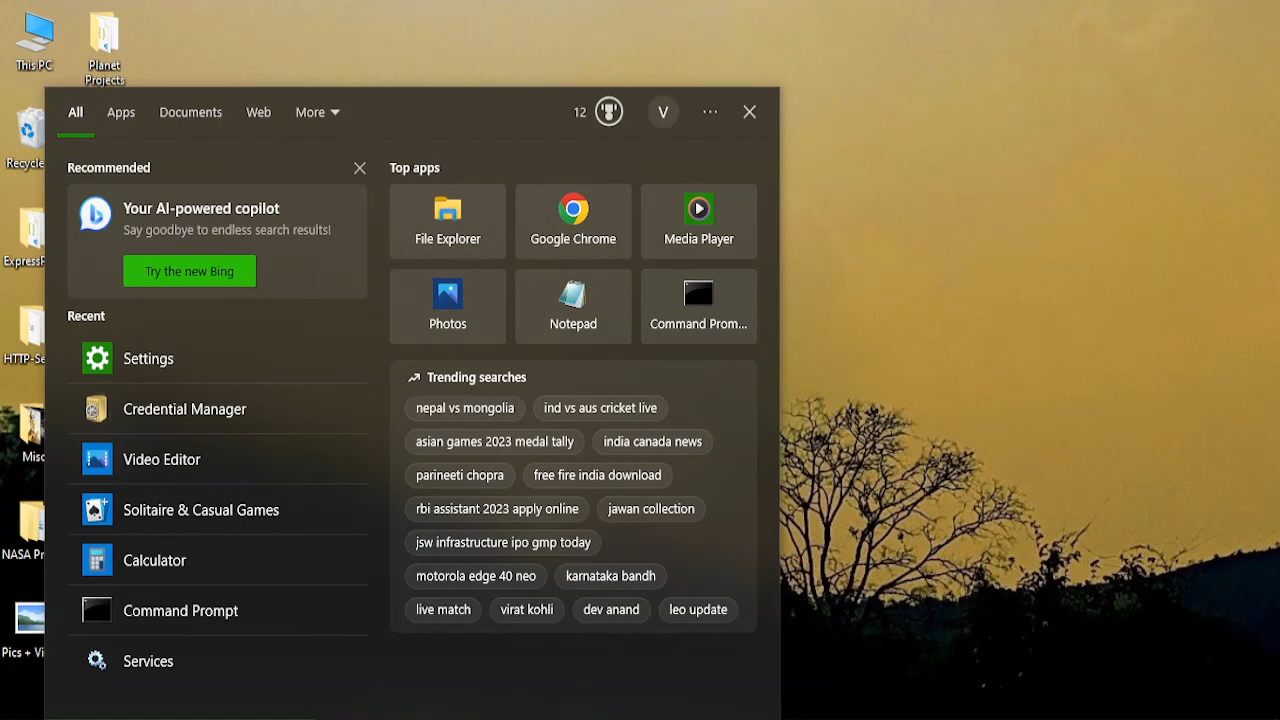 This PC
Planet
Projects
Recycle
ExpressP
HTTP-Se
Misc
NASA Pr
Pics + Vi
All Apps Documents Web More
12 V ...
Recommended
Your AI-powered copilot
Say goodbye to endless search results!
Try the new Bing
Recent
Settings
Credential Manager
Video Editor
Solitaire & Casual Games
Calculator
Command Prompt
Services
Top apps
File Explorer Google Chrome Media Player
Photos Notepad Command Prom...
Trending searches
nepal vs mongolia ind vs aus cricket live
asian games 2023 medal tally india canada news
parineeti chopra free fire india download
rbi assistant 2023 apply online jawan collection
jsw infrastructure ipo gmp today
motorola edge 40 neo karnataka bandh
live match virat kohli dev anand leo update